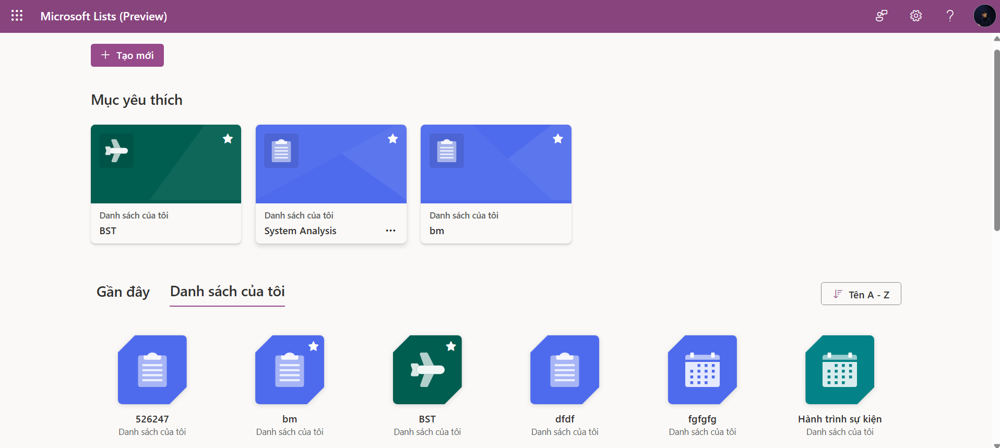 Microsoft Lists (Preview)
Tạo mới
Mục yêu thích
Danh sách của tôi
BST
Danh sách của tôi
System Analysis
Danh sách của tôi
bm
Gần đây
Danh sách của tôi
Tên A - Z
526247
Danh sách của tôi
bm
Danh sách của tôi
BST
Danh sách của tôi
dfdf
Danh sách của tôi
fgfgfg
Danh sách của tôi
Hành trình sự kiện
Danh sách của tôi